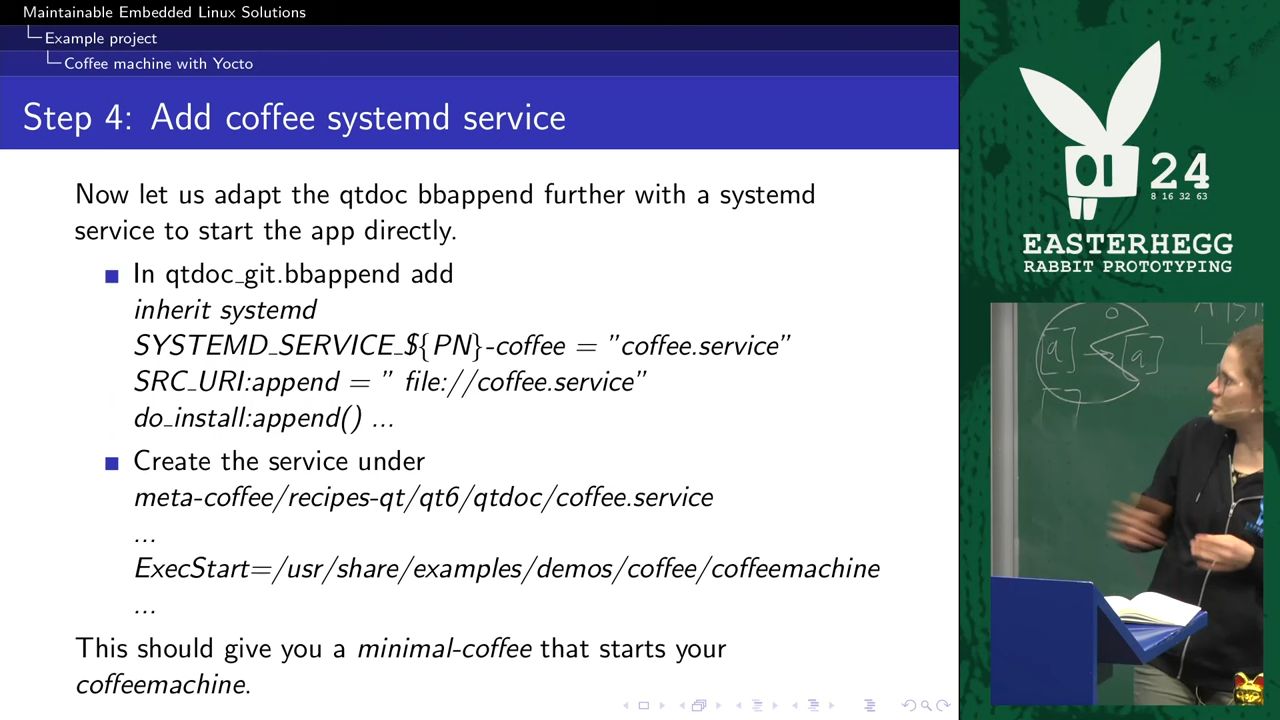 Maintainable Embedded Linux Solutions
Example project
Coffee machine with Yocto
Step 4: Add coffee systemd service
Now let us adapt the qtdoc bbappend further with a systemd
service to start the app directly.
In qtdoc_git.bbappend add
inherit systemd
SYSTEMD_SERVICE_${PN}-coffee = "coffee.service"
SRC_URI:append = " file://coffee.service"
do_install:append() ...
Create the service under
meta-coffee/recipes-qt/qt6/qtdoc/coffee.service
...
ExecStart=/usr/share/examples/demos/coffee/coffeemachine
...
This should give you a minimal-coffee that starts your
coffeemachine.
24
8 16 32 63
EASTERHEGG
RABBIT PROTOTYPING
[a] [a]